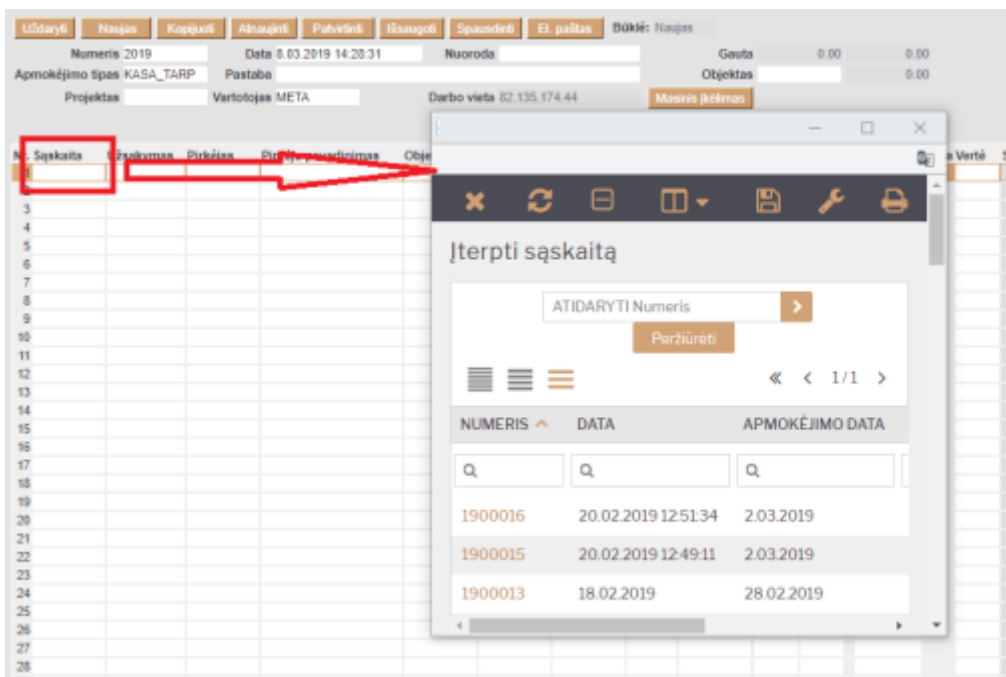 Uždaryti Naujas Kopijuoti Atnaujinti Patvirtinti Išsaugoti Spausdinti El. paštas Būklė: Naujas
Numeris 2019 Data 8.03.2019 14:28:31 Nuoroda Gauta 0.00 0.00
Apmokėjimo tipas KASA_TARP Pastaba Objektas 0.00
Projektas Vartotojas META Darbo vieta 82.135.174.44 Masinis įkėlimas
Sąskaita Užsakymas Pirkėjas Obje a Vertė S
Įterpti sąskaitą
ATIDARYTI Numeris
Peržiūrėti
1/1
NUMERIS DATA APMOKĖJIMO DATA
1900016 20.02.2019 12:51:34 2.03.2019
1900015 20.02.2019 12:49:11 2.03.2019
1900013 18.02.2019 28.02.2019
3
4
5
6
7
8
9
10
11
12
13
14
15
16
17
18
19
20
21
22
23
24
25
26
27
28